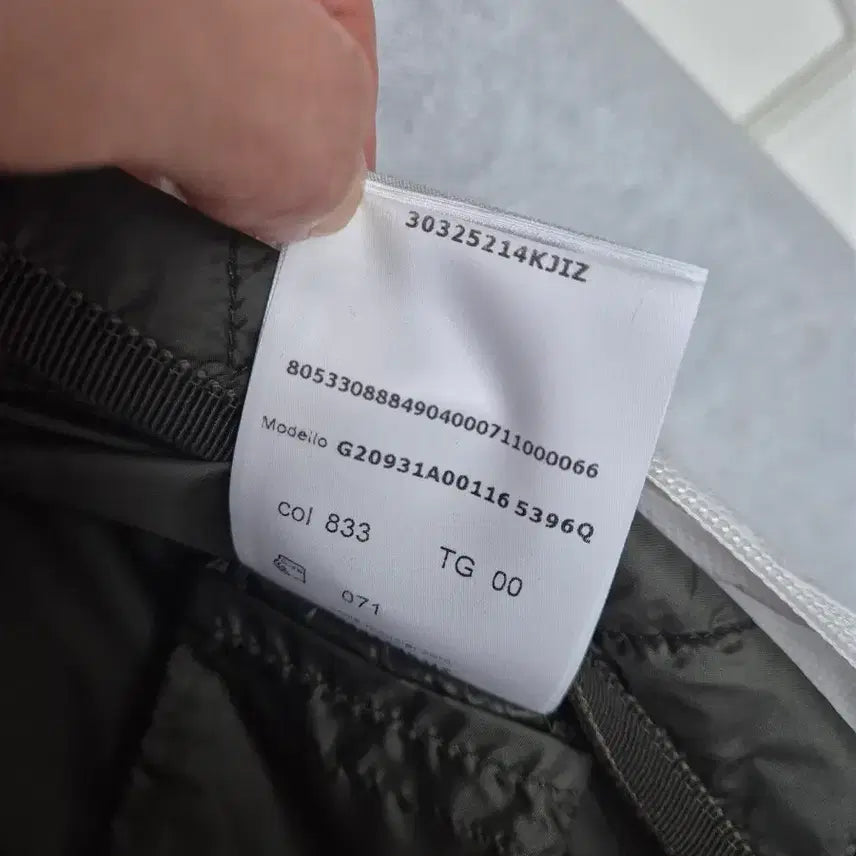 30325214KJIZ
8053308884904000711000066
Modello G20931A00116 5396Q
col 833 TG 00
071